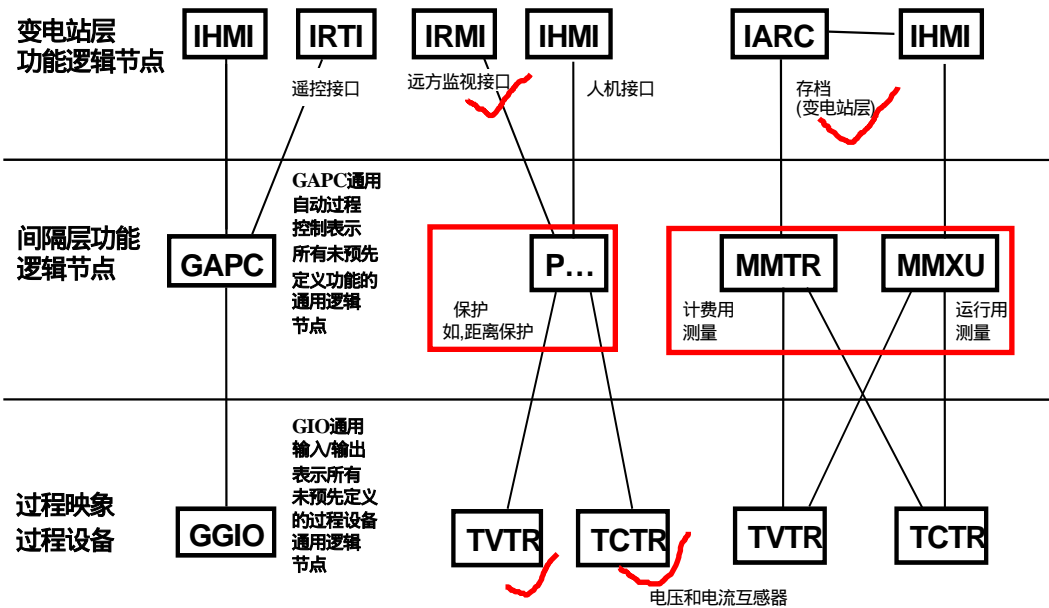 变电站层
功能逻辑节点
IHMI
IRTI
IRMI
IHMI
IARC
IHMI
遥控接口
远方监视接口
人机接口
存档
(变电站层)
间隔层功能
逻辑节点
GAPC
GAPC通用
自动过程
控制表示
所有未预先
定义功能的
通用逻辑
节点
P…
保护
如,距离保护
MMTR
MMXU
计费用
测量
运行用
测量
过程映象
过程设备
GGIO
GIO通用
输入/输出
表示所有
未预先定义
的过程设备
通用逻辑
节点
TVTR
TCTR
TVTR
TCTR
电压和电流互感器